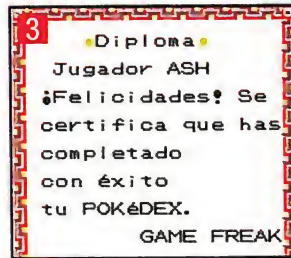 3
Diploma
Jugador ASH
¡Felicidades! Se
certifica que has
completado
con éxito
tu POKéDEX.
GAME FREAK